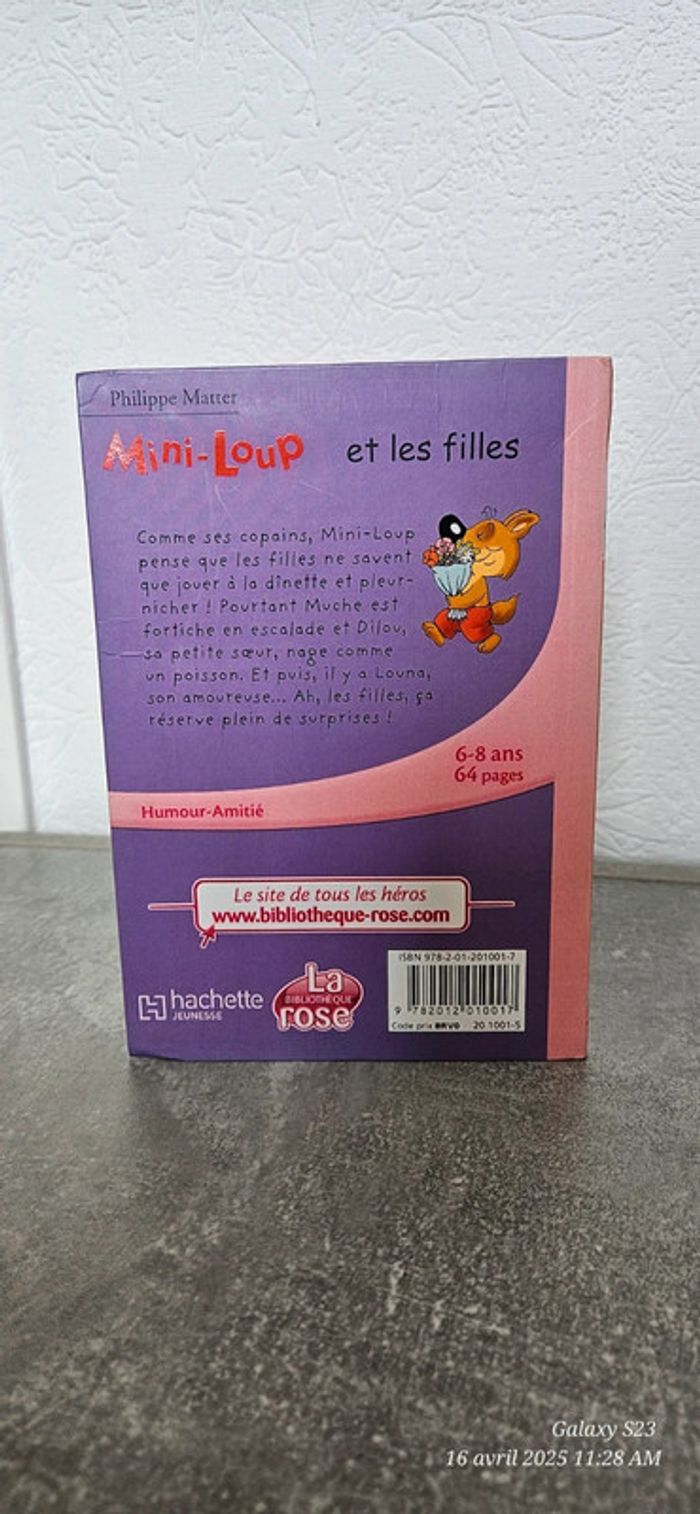 Philippe Matter
Mini-Loup et les filles
Comme ses copains, Mini-Loup
pense que les filles ne savent
que jouer à la dînette et pleur-
nicher ! Pourtant Muche est
fortiche en escalade et Dilou,
sa petite sœur, nage comme
un poisson. Et puis, il y a Louna,
son amoureuse... Ah, les filles, ça
réserve plein de surprises !
6-8 ans
64 pages
Humour-Amitié
Le site de tous les héros
www.bibliotheque-rose.com
hachette
JEUNESSE
La
BIBLIOTHÈQUE
rose
ISBN 978-2-01-201001-7
9 782012 010017
Code prix BRV0 20.1001-5
Galaxy S23
16 avril 2025 11:28 AM